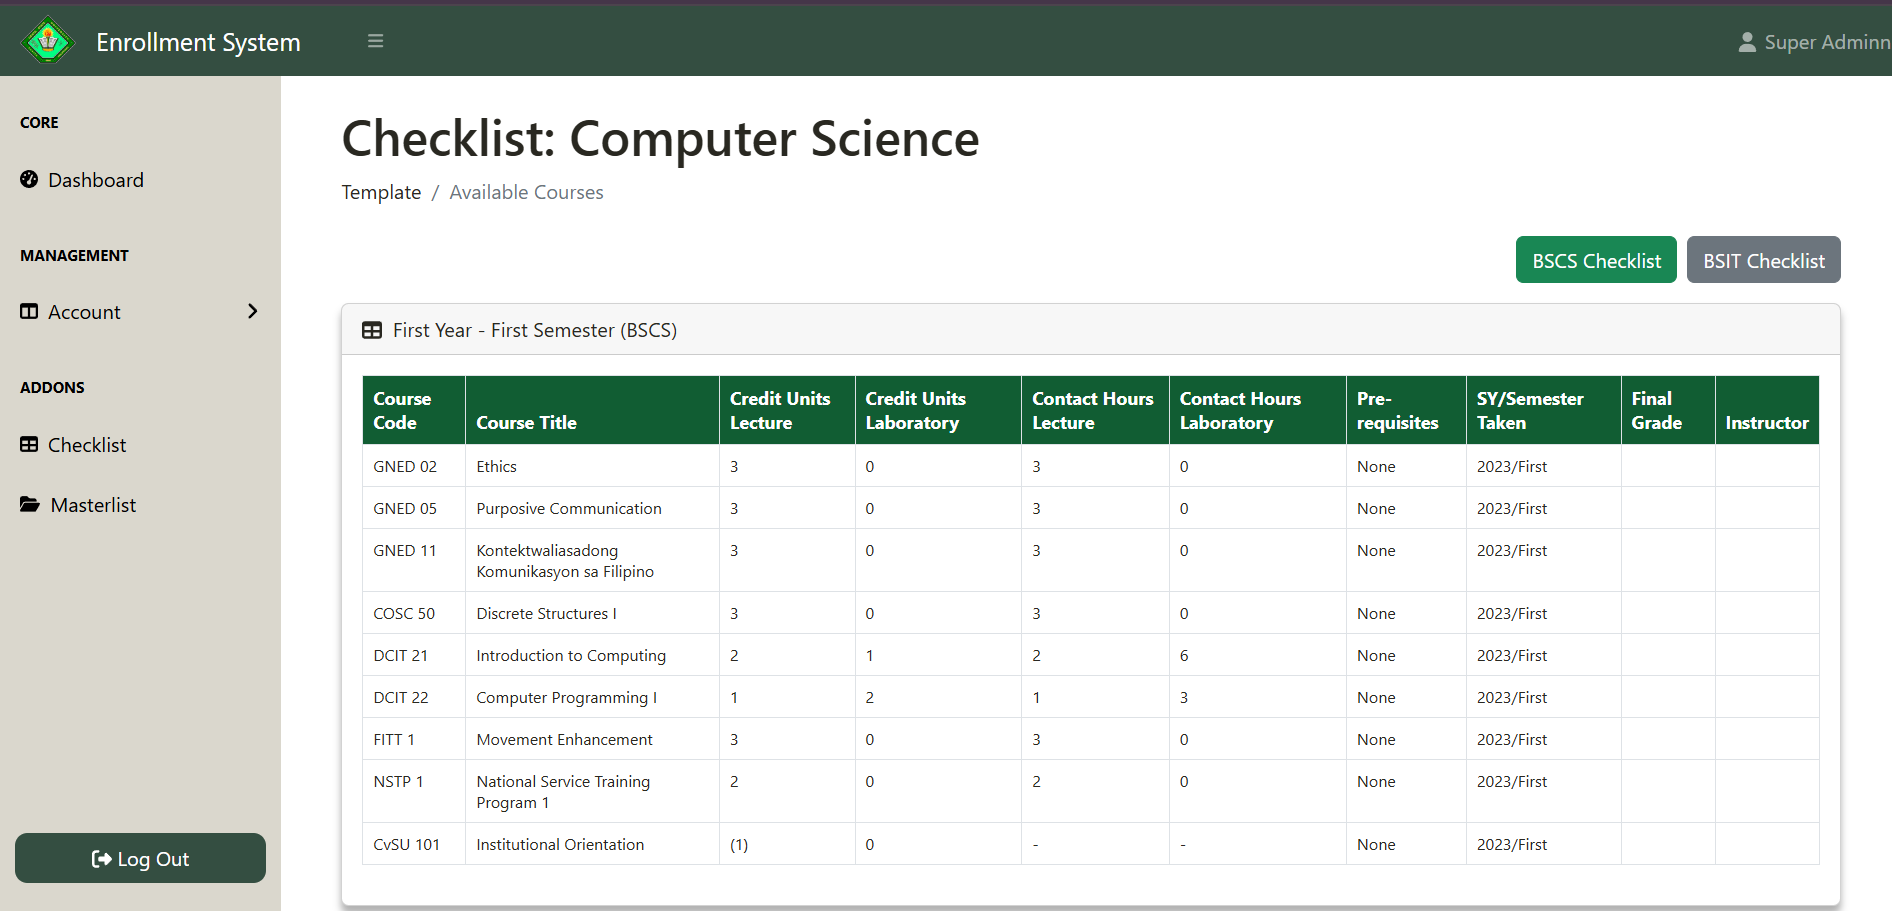 Enrollment System
Super Adminn
CORE
Dashboard
MANAGEMENT
Account
ADDONS
Checklist
Masterlist
Log Out
Checklist: Computer Science
Template / Available Courses
BSCS Checklist BSIT Checklist
First Year - First Semester (BSCS)
Course Code Course Title Credit Units Lecture Credit Units Laboratory Contact Hours Lecture Contact Hours Laboratory Pre-requisites SY/Semester Taken Final Grade Instructor
GNED 02 Ethics 3 0 3 0 None 2023/First
GNED 05 Purposive Communication 3 0 3 0 None 2023/First
GNED 11 Kontektwaliasadong Komunikasyon sa Filipino 3 0 3 0 None 2023/First
COSC 50 Discrete Structures I 3 0 3 0 None 2023/First
DCIT 21 Introduction to Computing 2 1 2 6 None 2023/First
DCIT 22 Computer Programming I 1 2 1 3 None 2023/First
FITT 1 Movement Enhancement 3 0 3 0 None 2023/First
NSTP 1 National Service Training Program 1 2 0 2 0 None 2023/First
CvSU 101 Institutional Orientation (1) 0 - - None 2023/First